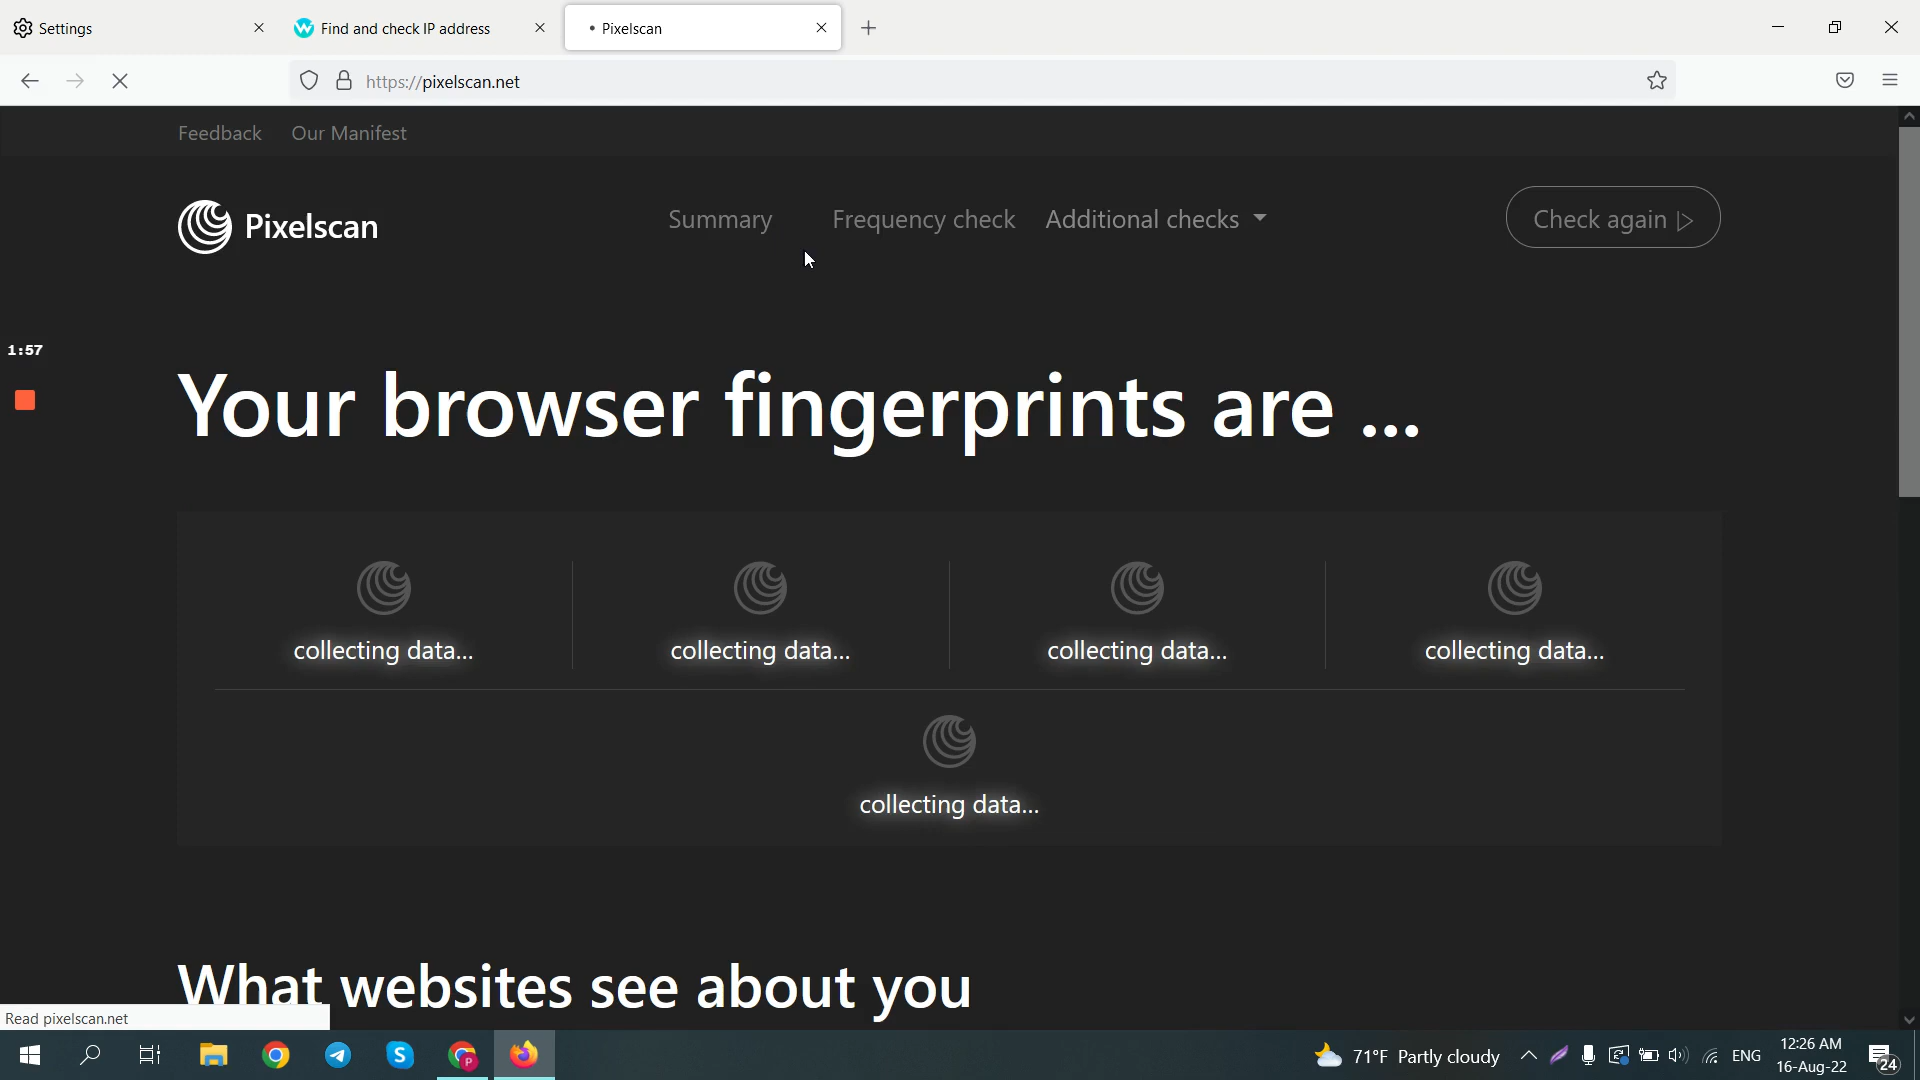 Settings
Find and check IP address
Pixelscan
https://pixelscan.net
Feedback
Our Manifest
Pixelscan
Summary
Frequency check
Additional checks
Check again
1:57
Your browser fingerprints are ...
collecting data...
collecting data...
collecting data...
collecting data...
collecting data...
What websites see about you
Read pixelscan.net
71°F Partly cloudy
ENG
12:26 AM
16-Aug-22
24